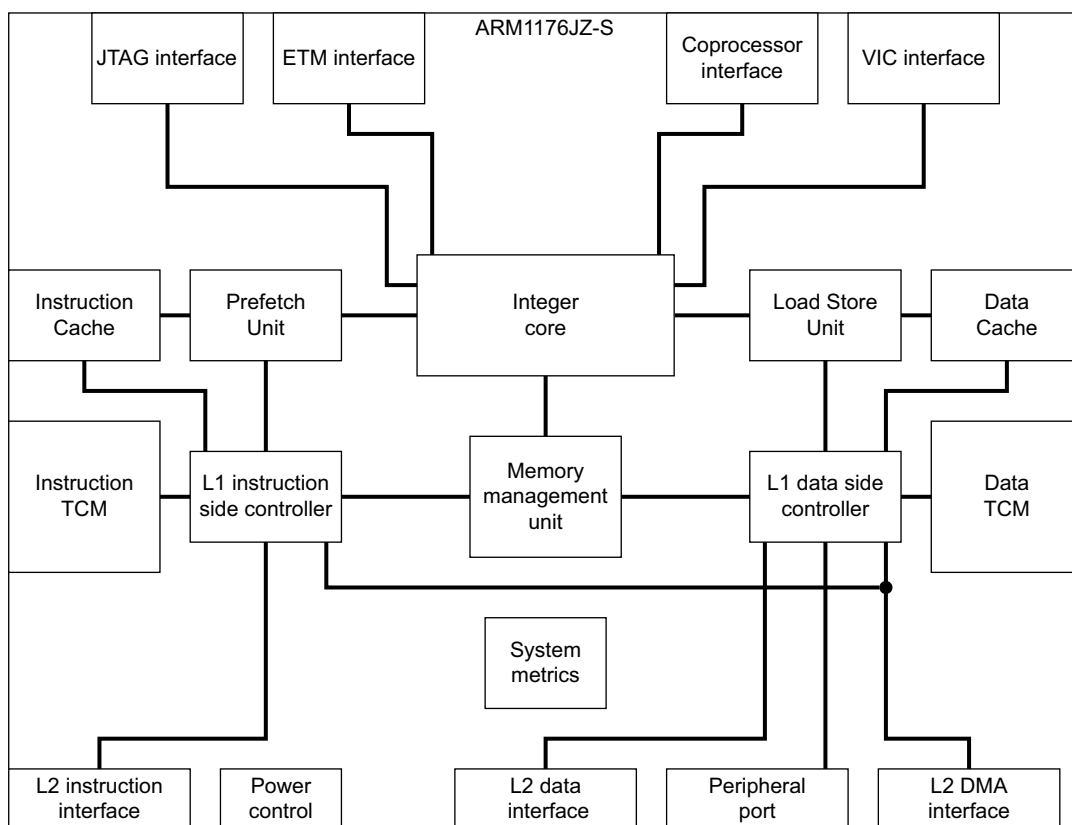 ARM1176JZ-S
JTAG interface
ETM interface
Coprocessor
interface
VIC interface
Instruction
Cache
Prefetch
Unit
Integer
core
Load Store
Unit
Data
Cache
Instruction
TCM
L1 instruction
side controller
Memory
management
unit
L1 data side
controller
Data
TCM
System
metrics
L2 instruction
interface
Power
control
L2 data
interface
Peripheral
port
L2 DMA
interface